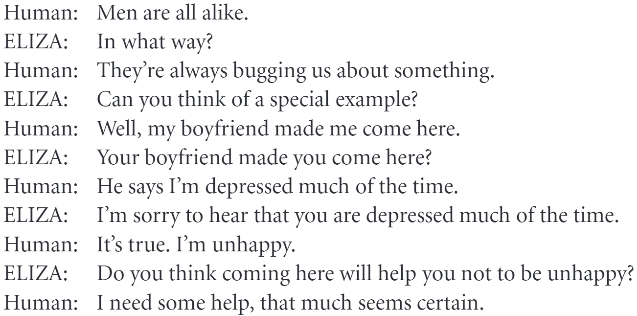 Human: Men are all alike.
ELIZA: In what way?
Human: They’re always bugging us about something.
ELIZA: Can you think of a special example?
Human: Well, my boyfriend made me come here.
ELIZA: Your boyfriend made you come here?
Human: He says I’m depressed much of the time.
ELIZA: I’m sorry to hear that you are depressed much of the time.
Human: It’s true. I’m unhappy.
ELIZA: Do you think coming here will help you not to be unhappy?
Human: I need some help, that much seems certain.